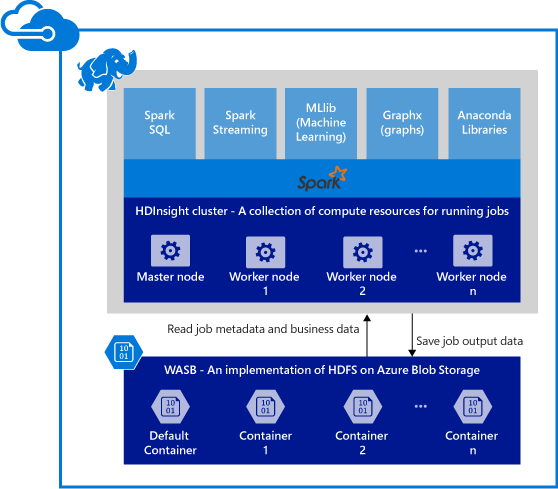 Spark
SQL
Spark
Streaming
MLlib
(Machine
Learning)
Graphx
(graphs)
Anaconda
Libraries
Spark
HDInsight cluster - A collection of compute resources for running jobs
Master node
Worker node
1
Worker node
2
...
Worker node
n
Read job metadata and business data
Save job output data
10
01
WASB - An implementation of HDFS on Azure Blob Storage
10
01
10
01
10
01
...
10
01
Default
Container
Container
1
Container
2
Container
n